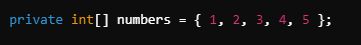 private int[] numbers = { 1, 2, 3, 4, 5 };